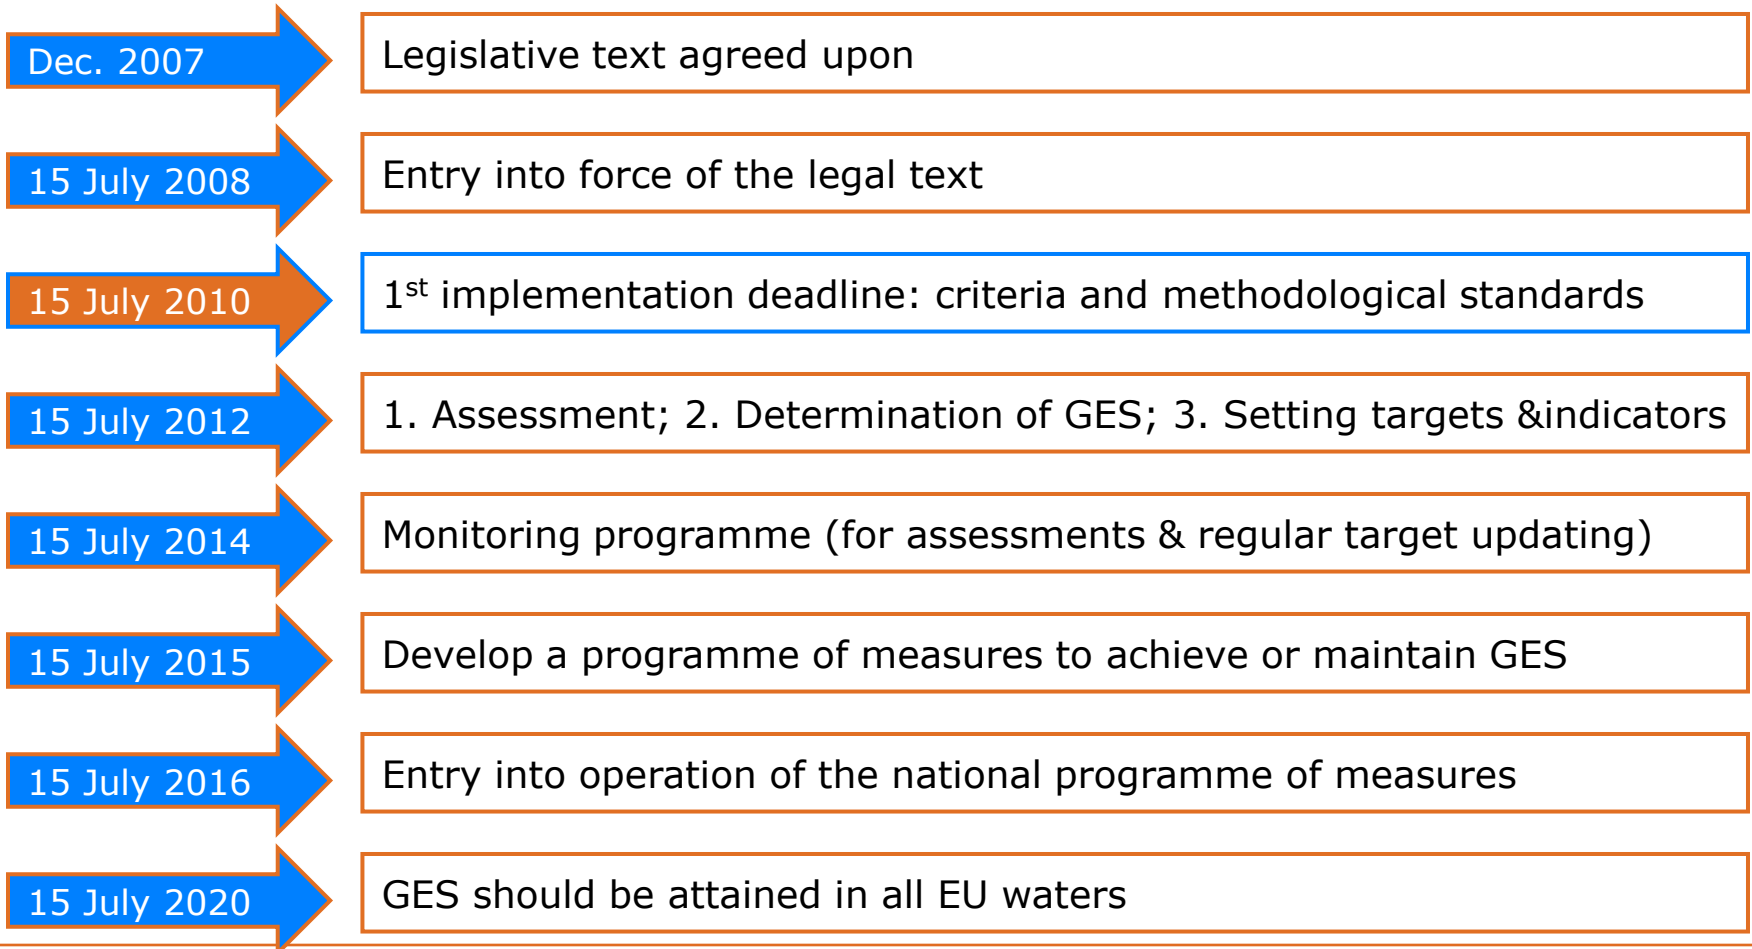 Dec. 2007
Legislative text agreed upon
15 July 2008
Entry into force of the legal text
15 July 2010
1st implementation deadline: criteria and methodological standards
15 July 2012
1. Assessment; 2. Determination of GES; 3. Setting targets &indicators
15 July 2014
Monitoring programme (for assessments & regular target updating)
15 July 2015
Develop a programme of measures to achieve or maintain GES
15 July 2016
Entry into operation of the national programme of measures
15 July 2020
GES should be attained in all EU waters